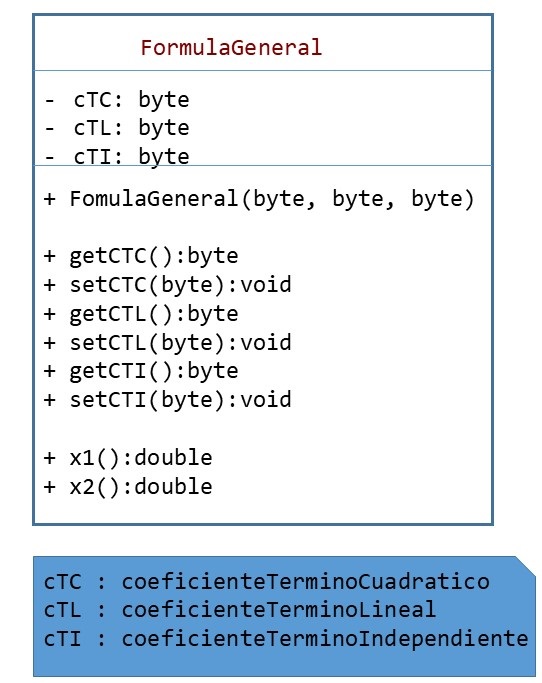 FormulaGeneral
- cTC: byte
- cTL: byte
- cTI: byte
+ FomulaGeneral(byte, byte, byte)
+ getCTC():byte
+ setCTC(byte):void
+ getCTL():byte
+ setCTL(byte):void
+ getCTI():byte
+ setCTI(byte):void
+ x1():double
+ x2():double
cTC : coeficienteTerminoCuadratico
cTL : coeficienteTerminoLineal
cTI : coeficienteTerminoIndependiente